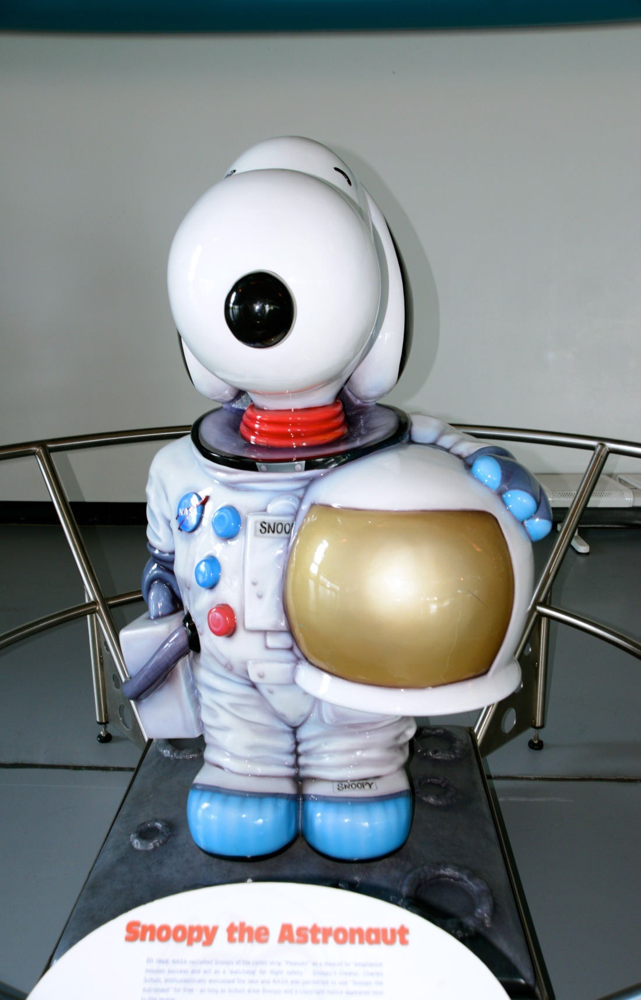 NASA
SNOO
SNOOPY
Snoopy the Astronaut
In 1968, NASA recruited Snoopy of the comic strip "Peanuts" as a mascot to "emphasize
mission success and act as a 'watchdog' for flight safety." Snoopy's creator, Charles
Schulz, enthusiastically welcomed the idea and NASA was permitted to use "Snoopy the
Astronaut" for free - as long as Schulz drew Snoopy and a copyright notice appeared next
to the image.